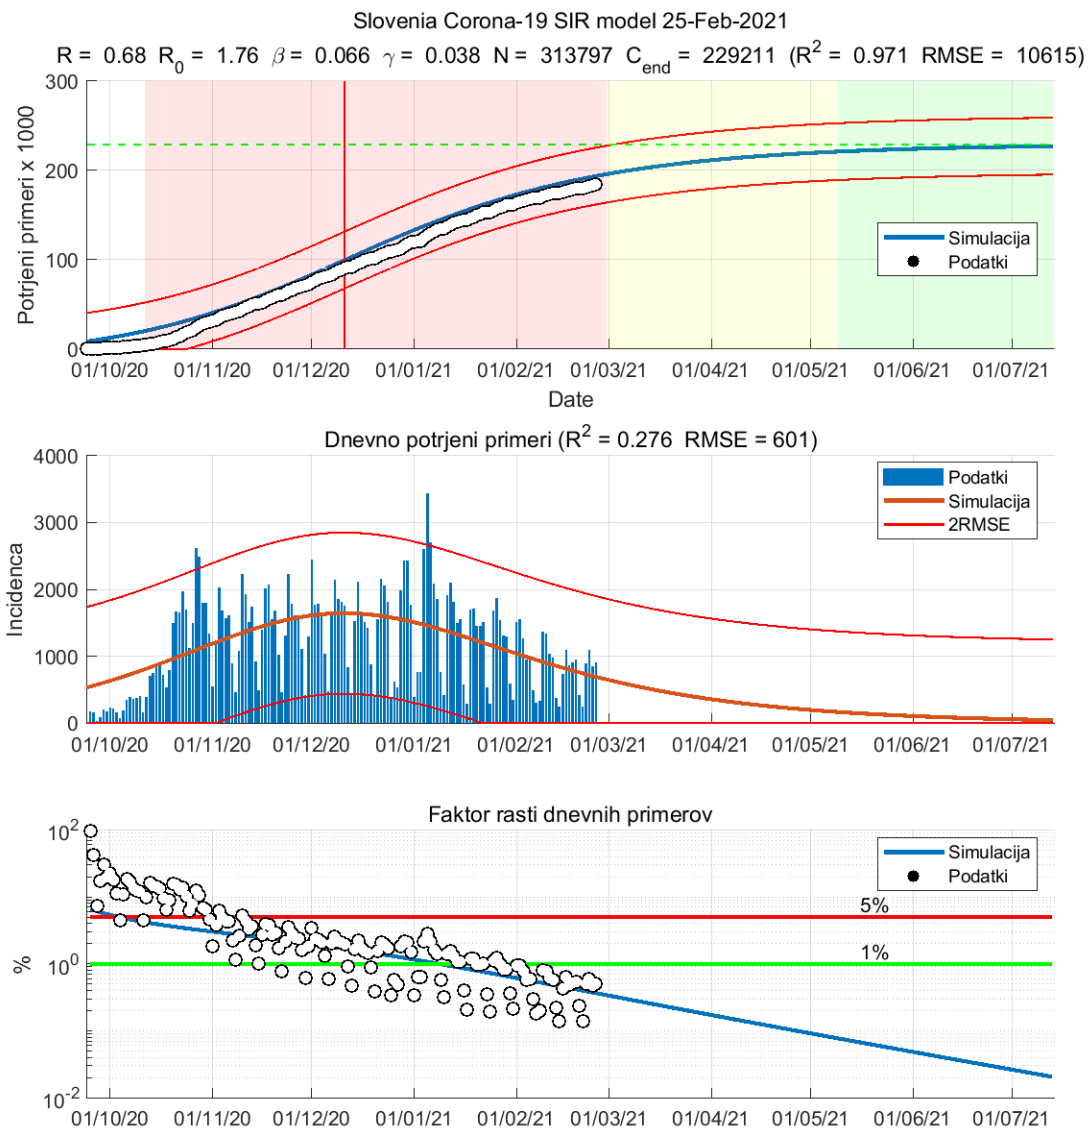 Slovenia Corona-19 SIR model 25-Feb-2021
R = 0.68 R0 = 1.76 β = 0.066 γ = 0.038 N = 313797 Cend = 229211 (R2 = 0.971 RMSE = 10615)
300
200
100
0
Potrjeni primeri x 1000
Simulacija
Podatki
01/10/20 01/11/20 01/12/20 01/01/21 01/02/21 01/03/21 01/04/21 01/05/21 01/06/21 01/07/21
Date
Dnevno potrjeni primeri (R2 = 0.276 RMSE = 601)
4000
3000
2000
1000
0
Incidenca
Podatki
Simulacija
2RMSE
01/10/20 01/11/20 01/12/20 01/01/21 01/02/21 01/03/21 01/04/21 01/05/21 01/06/21 01/07/21
Faktor rasti dnevnih primerov
10^2
10^0
10^-2
%
Simulacija
Podatki
5%
1%
01/10/20 01/11/20 01/12/20 01/01/21 01/02/21 01/03/21 01/04/21 01/05/21 01/06/21 01/07/21